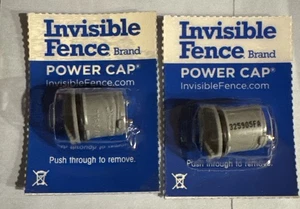 Invisible
Fence Brand
POWER CAP®
InvisibleFence.com
Push through to remove.
Invisible
Fence Brand
POWER CAP®
InvisibleFence.com
Push through to remove.